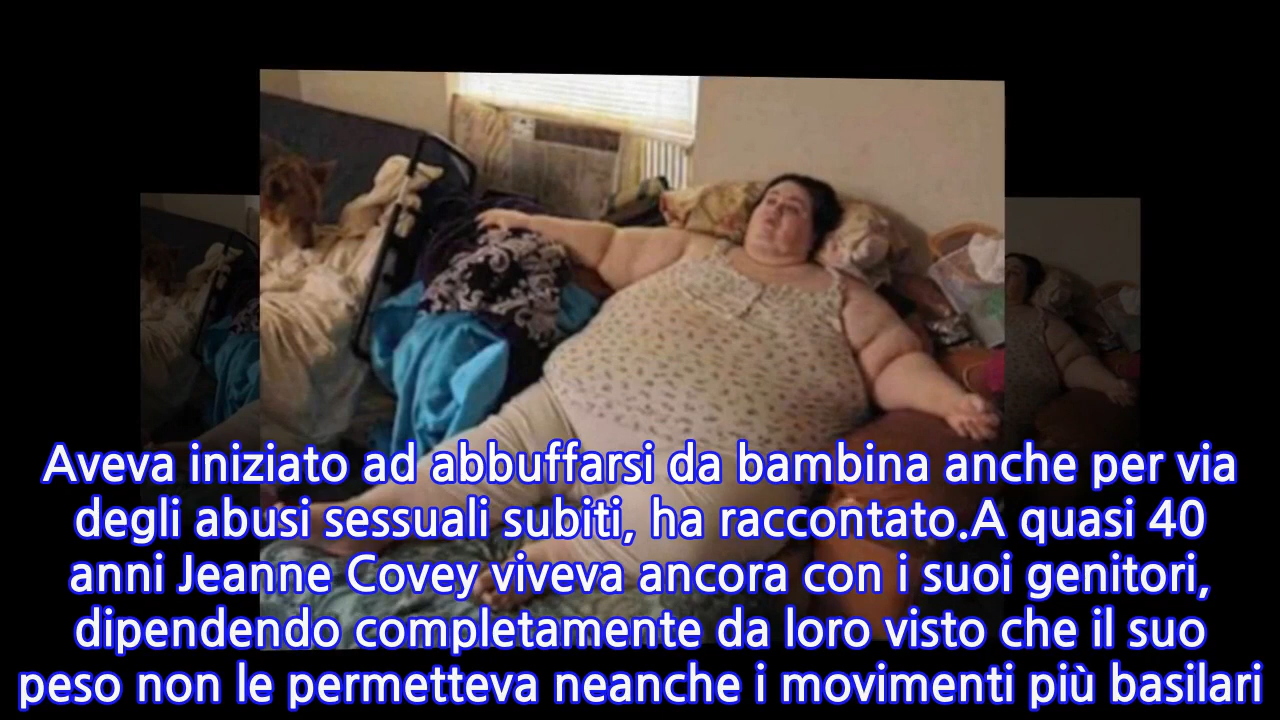 Aveva iniziato ad abbuffarsi da bambina anche per via
degli abusi sessuali subiti, ha raccontato.A quasi 40
anni Jeanne Covey viveva ancora con i suoi genitori,
dipendendo completamente da loro visto che il suo
peso non le permetteva neanche i movimenti più basilari